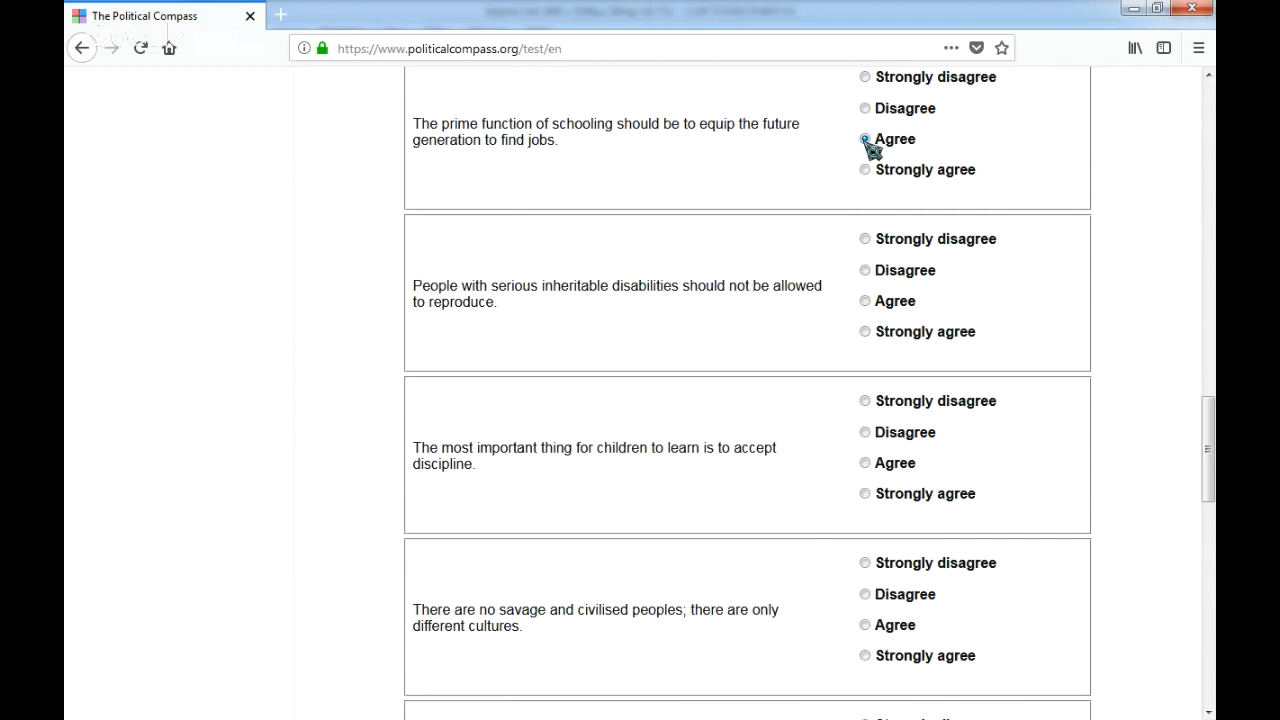 The Political Compass
https://www.politicalcompass.org/test/en
Strongly disagree
Disagree
The prime function of schooling should be to equip the future
generation to find jobs.
Agree
Strongly agree
Strongly disagree
Disagree
People with serious inheritable disabilities should not be allowed
to reproduce.
Agree
Strongly agree
Strongly disagree
Disagree
The most important thing for children to learn is to accept
discipline.
Agree
Strongly agree
Strongly disagree
Disagree
There are no savage and civilised peoples; there are only
different cultures.
Agree
Strongly agree